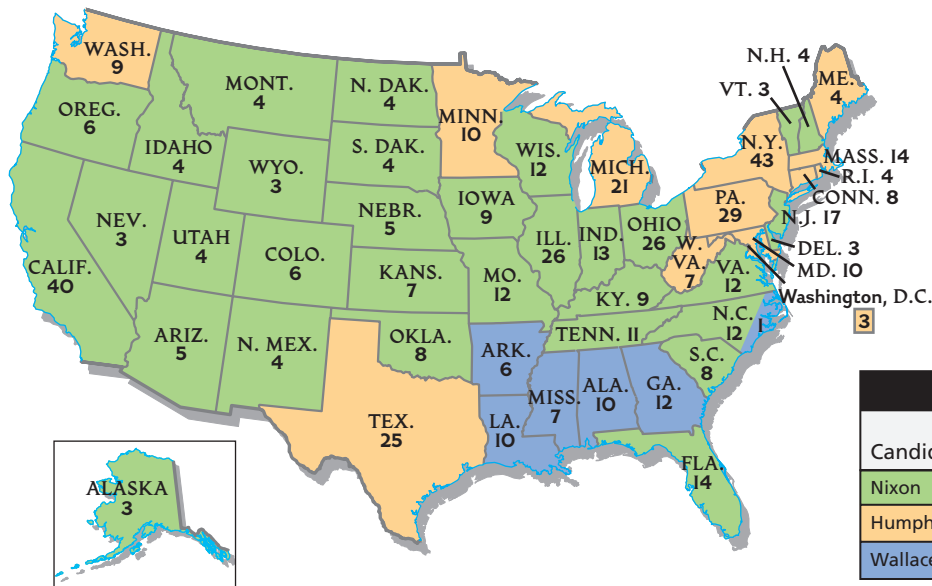 WASH.
9
OREG.
6
IDAHO
4
MONT.
4
WYO.
3
NEV.
3
UTAH
4
COLO.
6
CALIF.
40
ARIZ.
5
N. MEX.
4
N. DAK.
4
S. DAK.
4
NEBR.
5
KANS.
7
OKLA.
8
TEX.
25
MINN.
10
IOWA
9
MO.
12
ARK.
6
LA.
10
WIS.
12
ILL.
26
MICH.
21
IND.
13
OHIO
26
KY. 9
TENN. 11
MISS.
7
ALA.
10
GA.
12
FLA.
14
S.C.
8
N.C.
12
1
VA.
12
W.
VA.
7
PA.
29
N.Y.
43
VT. 3
N.H. 4
ME.
4
MASS. 14
R.I. 4
CONN. 8
N.J. 17
DEL. 3
MD. 10
Washington, D.C.
3
ALASKA
3
Nixon
Wallace